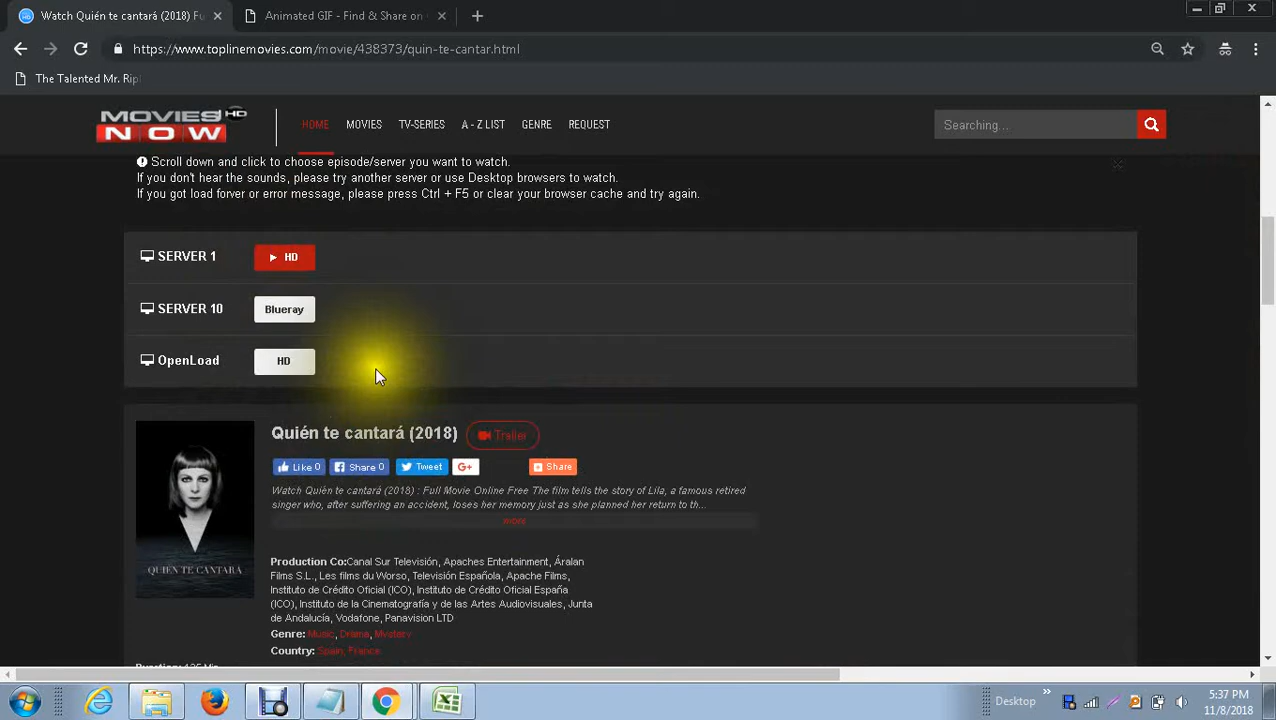 Watch Quién te cantará (2018) Fu
Animated GIF - Find & Share on
https://www.toplinemovies.com/movie/438373/quin-te-cantar.html
The Talented Mr. Rip
MOVIES HD
NOW
HOME
MOVIES
TV-SERIES
A - Z LIST
GENRE
REQUEST
Searching...
Scroll down and click to choose episode/server you want to watch.
If you don't hear the sounds, please try another server or use Desktop browsers to watch.
If you got load forver or error message, please press Ctrl + F5 or clear your browser cache and try again.
SERVER 1
HD
SERVER 10
Blueray
OpenLoad
HD
Quién te cantará (2018)
Trailer
Like 0
Share 0
Tweet
G+
Share
Watch Quién te cantará (2018) : Full Movie Online Free The film tells the story of Lila, a famous retired
singer who, after suffering an accident, loses her memory just as she planned her return to th...
more
QUIÉN TE CANTARÁ
Production Co:Canal Sur Televisión, Apaches Entertainment, Áralan
Films S.L., Les films du Worso, Televisión Española, Apache Films,
Instituto de Crédito Oficial (ICO), Instituto de Crédito Oficial España
(ICO), Instituto de la Cinematografía y de las Artes Audiovisuales, Junta
de Andalucía, Vodafone, Panavision LTD
Genre: Music, Drama, Mystery
Country: Spain, France
Desktop
5:37 PM
11/8/2018